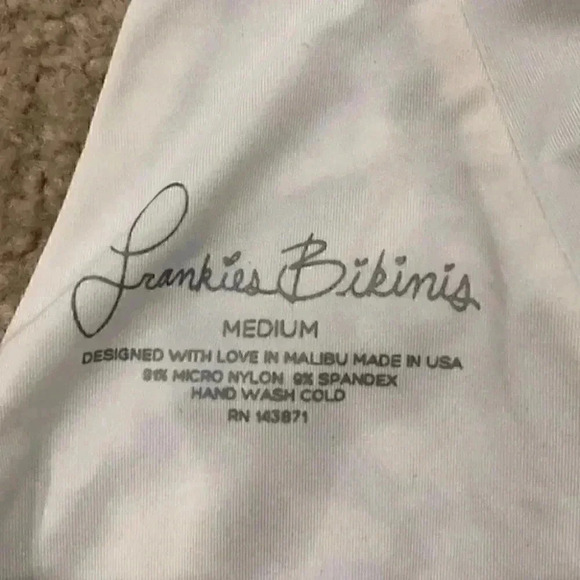 Frankies Bikinis
MEDIUM
DESIGNED WITH LOVE IN MALIBU MADE IN USA
91% MICRO NYLON 9% SPANDEX
HAND WASH COLD
RN 143871